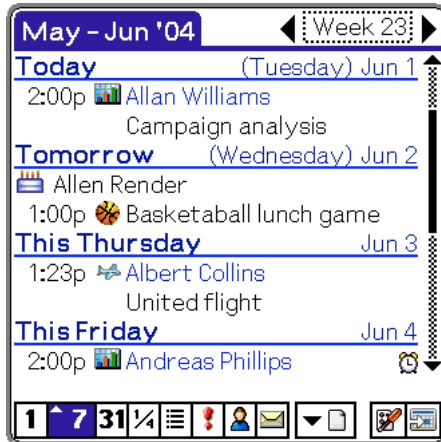 May - Jun '04
Week 23
Today (Tuesday) Jun 1
2:00p Allan Williams
Campaign analysis
Tomorrow (Wednesday) Jun 2
Allen Render
1:00p Basketaball lunch game
This Thursday Jun 3
1:23p Albert Collins
United flight
This Friday Jun 4
2:00p Andreas Phillips
1 7 31 1/4